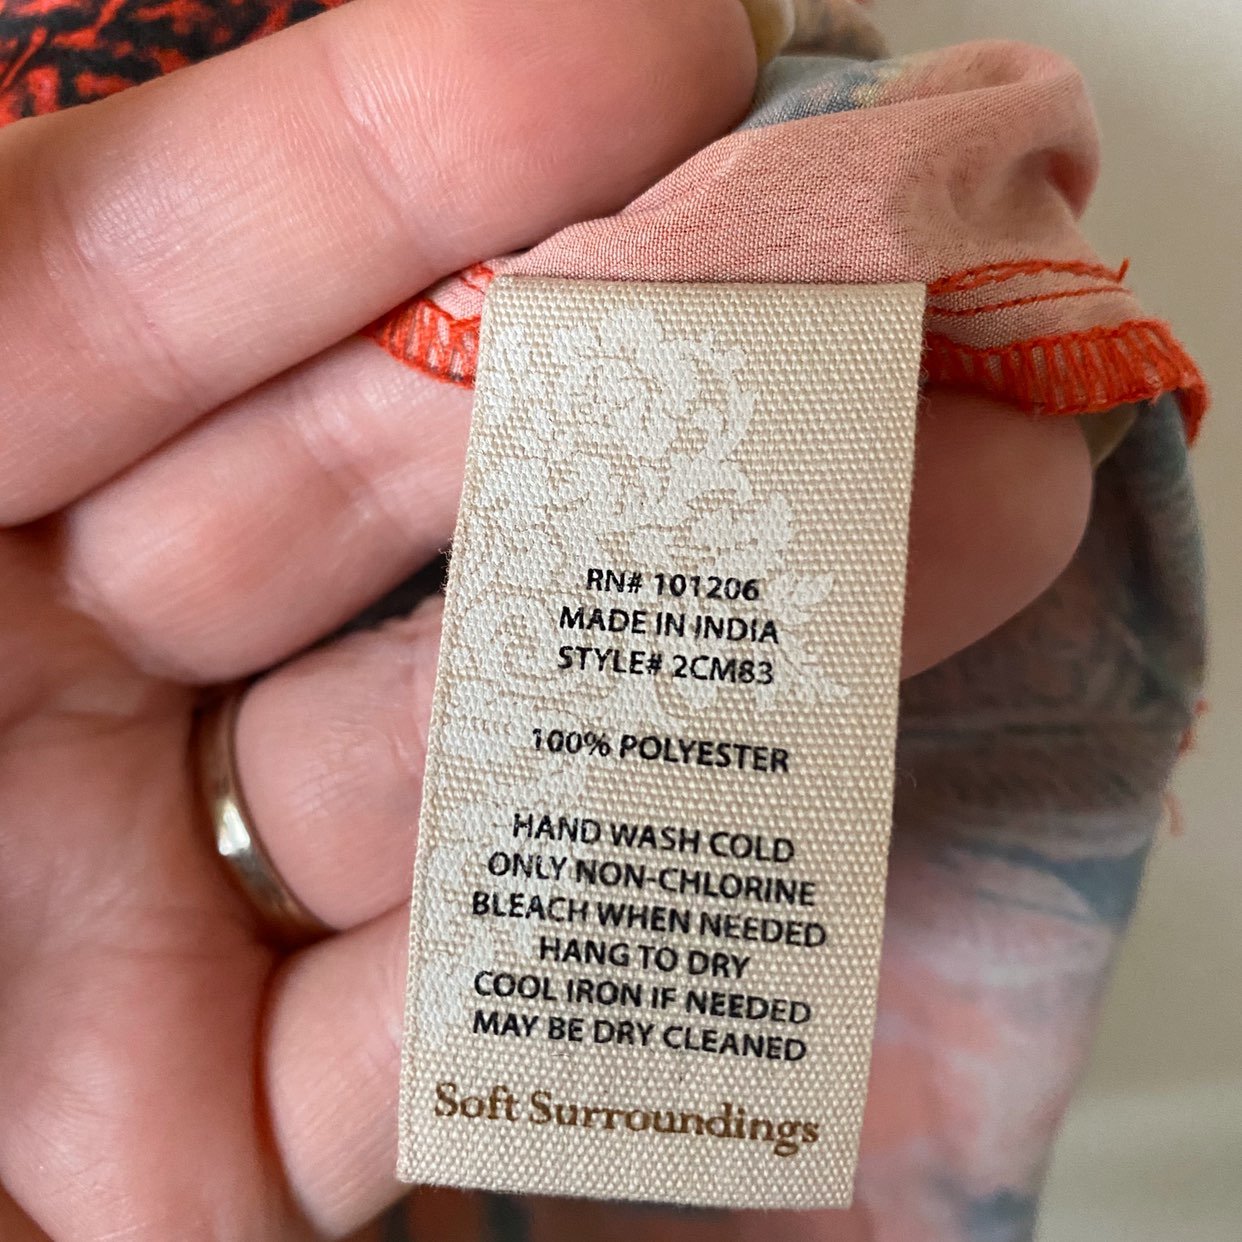 RN# 101206
MADE IN INDIA
STYLE# 2CM83
100% POLYESTER
HAND WASH COLD
ONLY NON-CHLORINE
BLEACH WHEN NEEDED
HANG TO DRY
COOL IRON IF NEEDED
MAY BE DRY CLEANED
Soft Surroundings